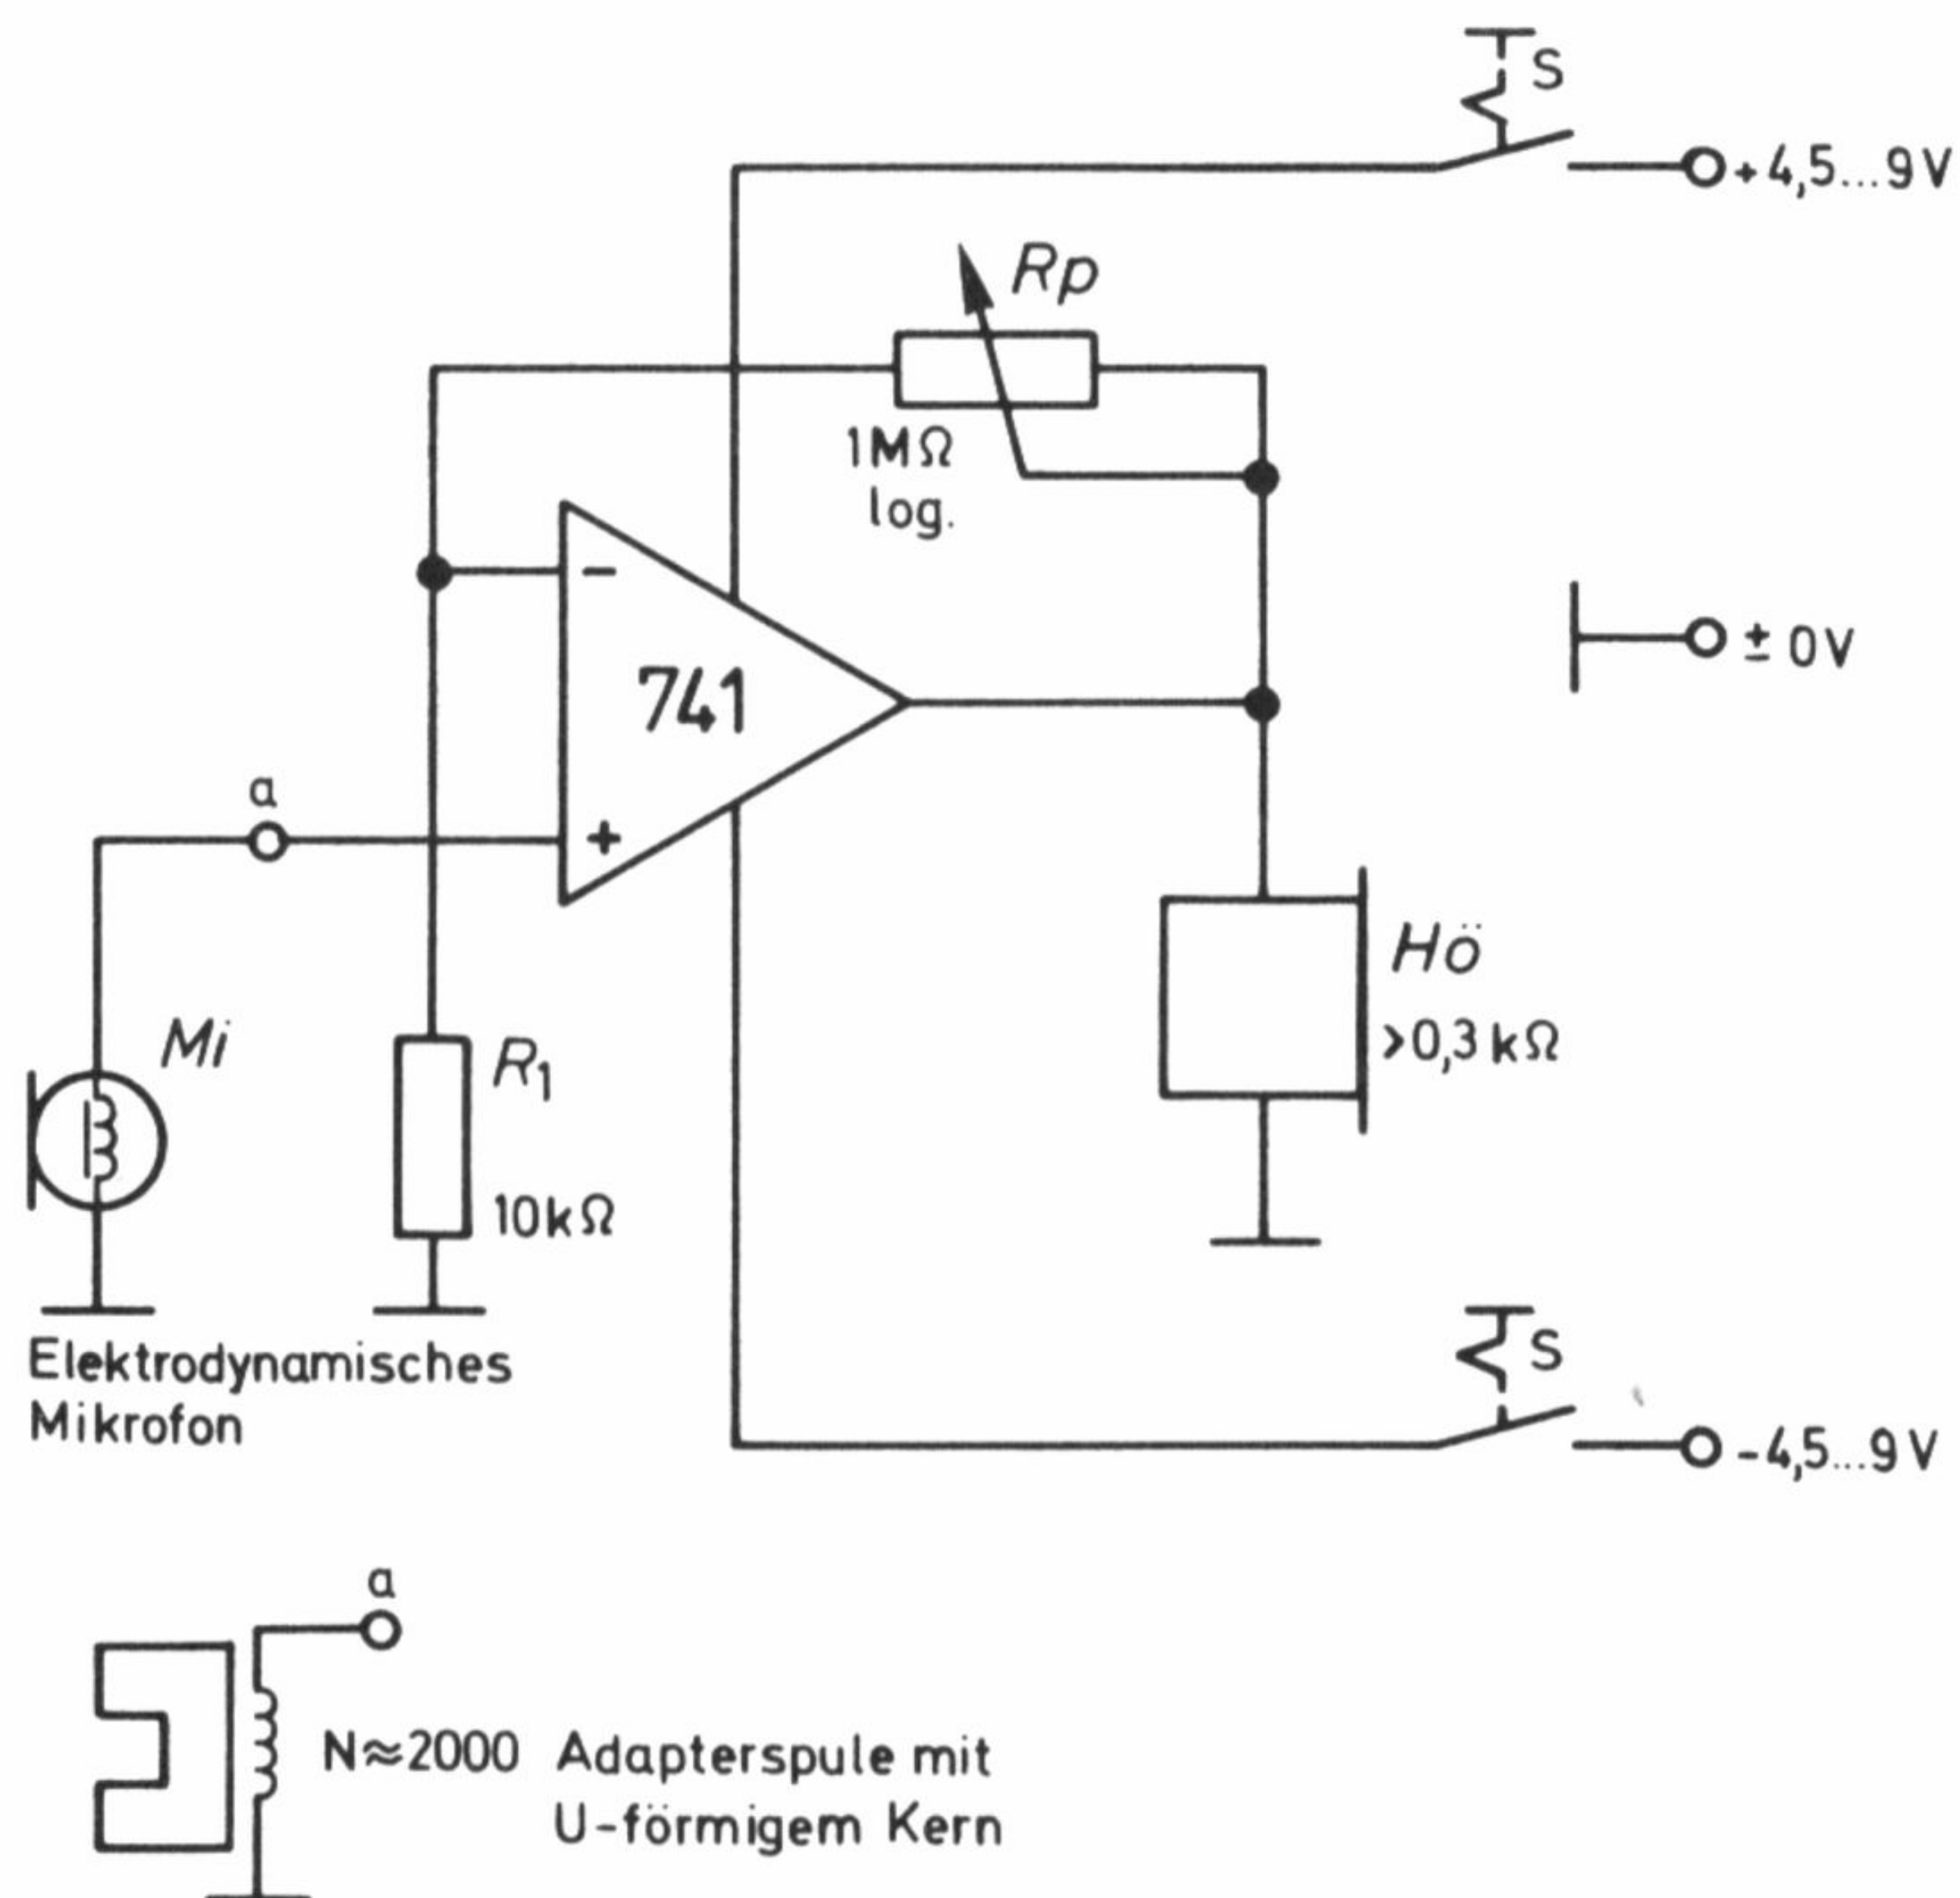 S
+4,5...9V
Rp
1MΩ
log.
-
741
± 0V
a
+
Hö
>0,3kΩ
Mi
R1
10kΩ
S
Elektrodynamisches
Mikrofon
-4,5...9V
a
N≈2000 Adapterspule mit
U-förmigem Kern